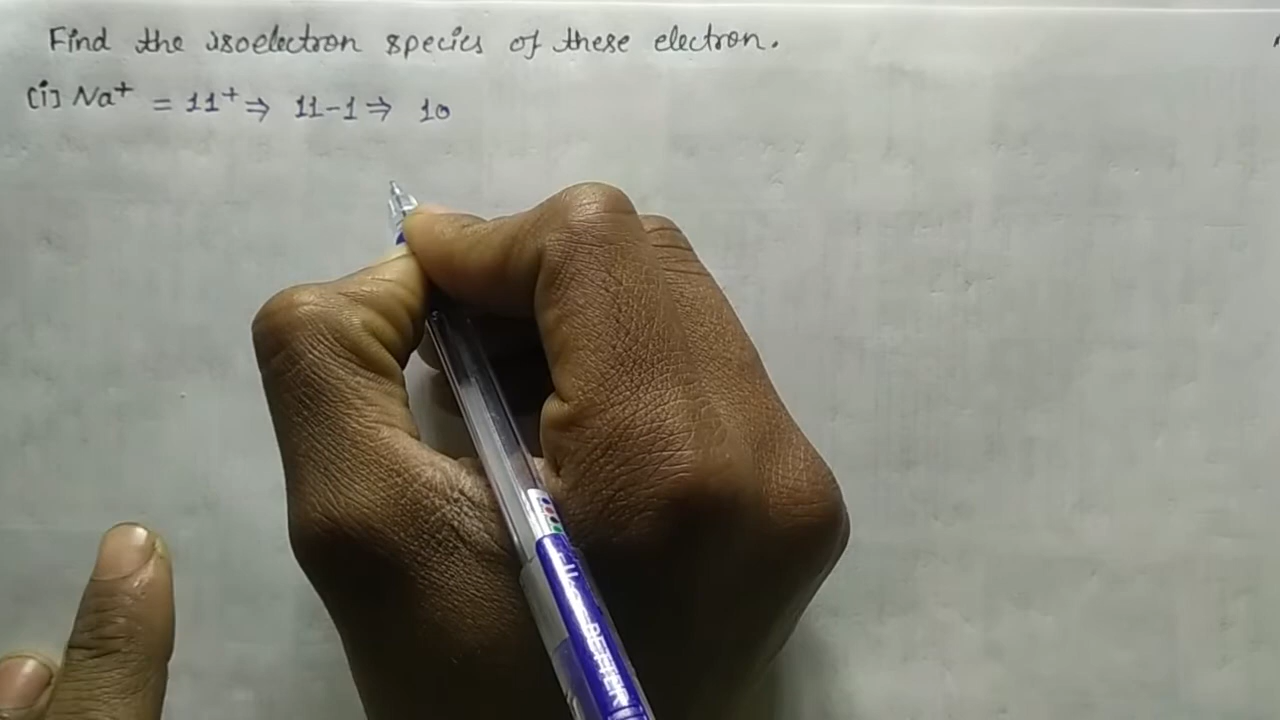 Find the isoelectron species of these electron.
(i) Na⁺ = 11⁺ ⇒ 11-1 ⇒ 10